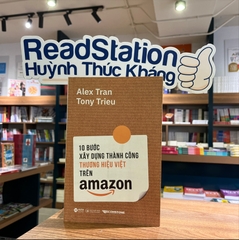 ReadStation
Huỳnh Thúc Kháng
Alex Tran
Tony Trieu
10 BƯỚC
XÂY DỰNG THÀNH CÔNG
THƯƠNG HIỆU VIỆT
TRÊN
amazon